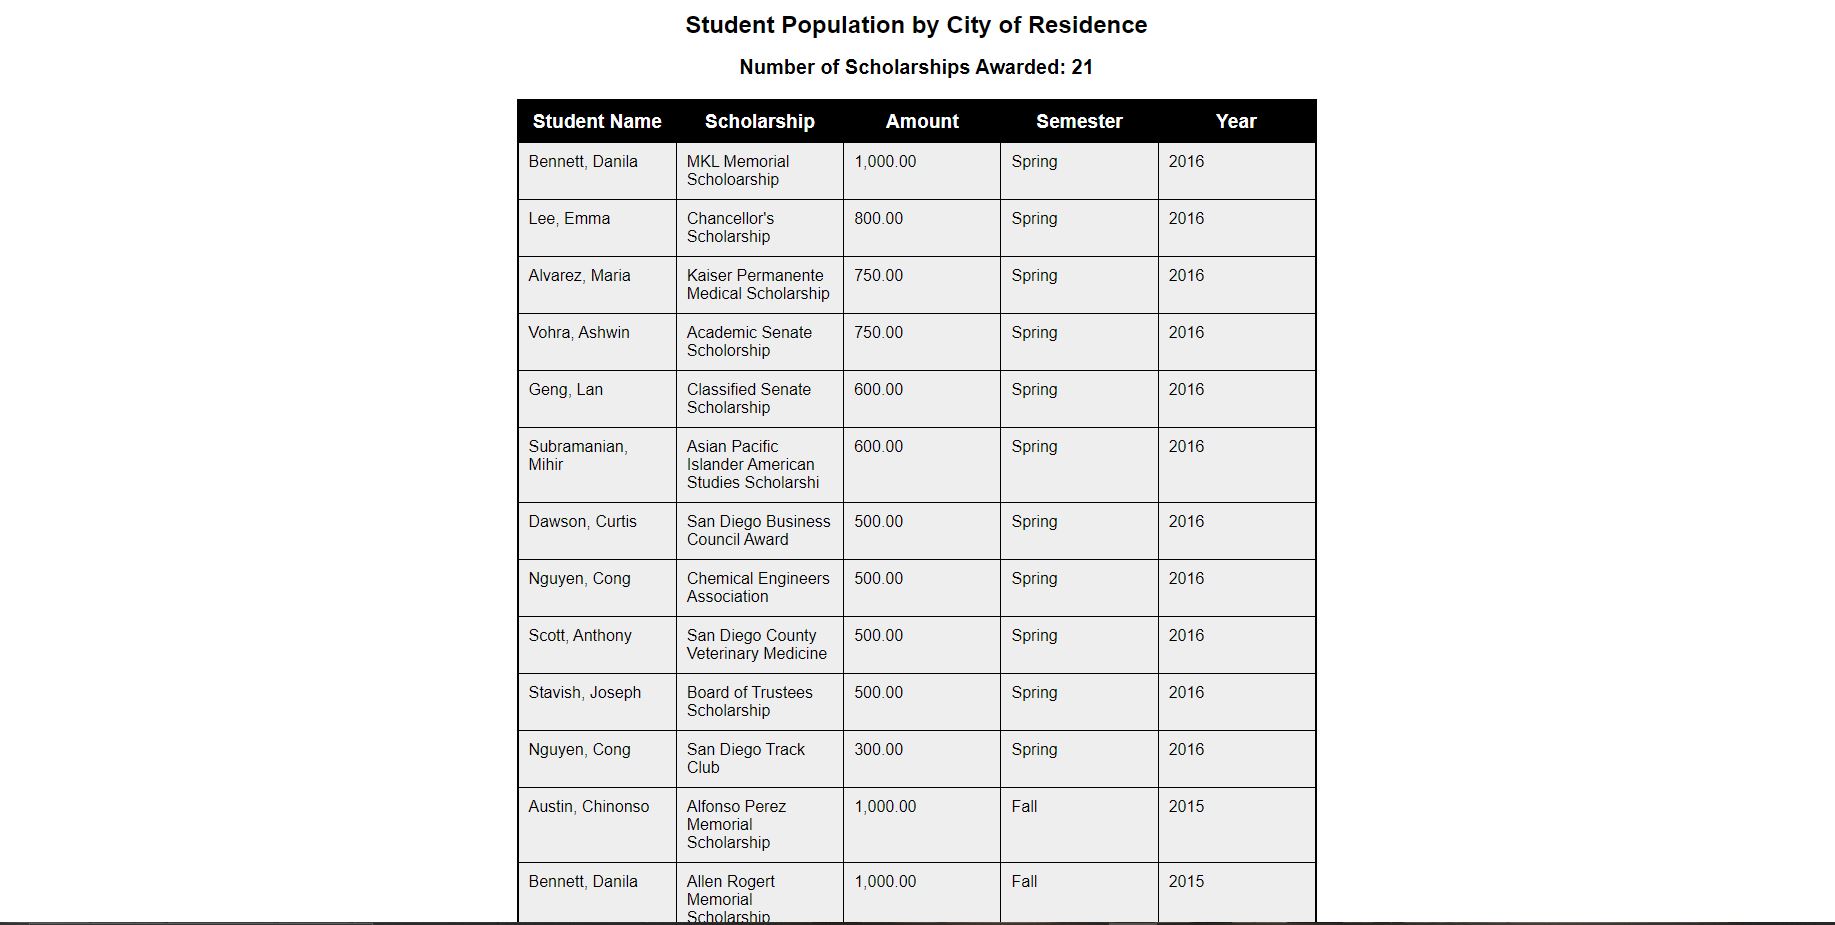 Student Population by City of Residence
Number of Scholarships Awarded: 21
Student Name Scholarship Amount Semester Year
Bennett, Danila MKL Memorial 1,000.00 Spring 2016
Scholoarship
Lee, Emma Chancellor's 800.00 Spring 2016
Scholarship
Alvarez, Maria Kaiser Permanente 750.00 Spring 2016
Medical Scholarship
Vohra, Ashwin Academic Senate 750.00 Spring 2016
Scholorship
Geng, Lan Classified Senate 600.00 Spring 2016
Scholarship
Subramanian, Asian Pacific 600.00 Spring 2016
Mihir Islander American
Studies Scholarshi
Dawson, Curtis San Diego Business 500.00 Spring 2016
Council Award
Nguyen, Cong Chemical Engineers 500.00 Spring 2016
Association
Scott, Anthony San Diego County 500.00 Spring 2016
Veterinary Medicine
Stavish, Joseph Board of Trustees 500.00 Spring 2016
Scholarship
Nguyen, Cong San Diego Track 300.00 Spring 2016
Club
Austin, Chinonso Alfonso Perez 1,000.00 Fall 2015
Memorial
Scholarship
Bennett, Danila Allen Rogert 1,000.00 Fall 2015
Memorial
Scholarship